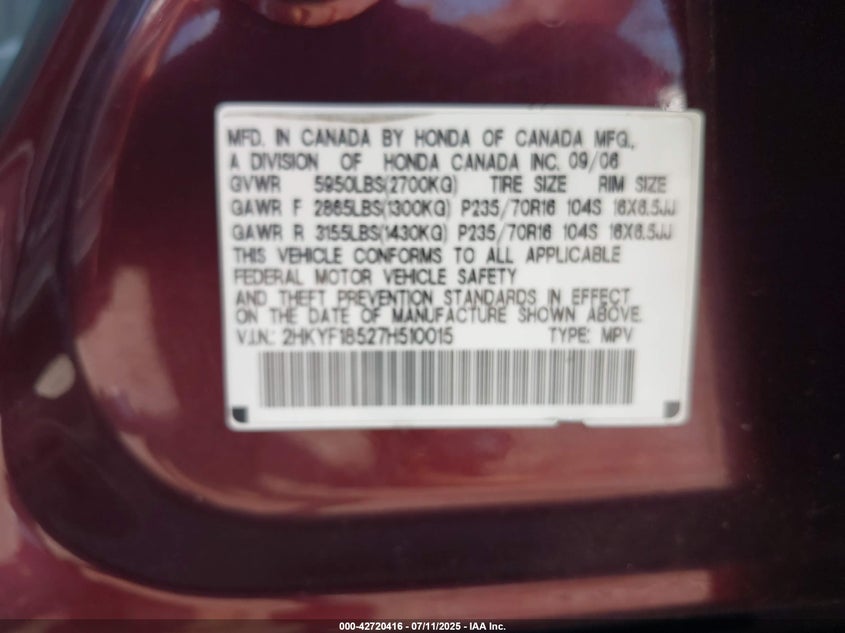 MFD. IN CANADA BY HONDA OF CANADA MFG.,
A DIVISION OF HONDA CANADA INC. 09/06
GVWR 5950LBS(2700KG) TIRE SIZE RIM SIZE
GAWR F 2865LBS(1300KG) P235/70R16 104S 16X6.5JJ
GAWR R 3155LBS(1430KG) P235/70R16 104S 16X6.5JJ
THIS VEHICLE CONFORMS TO ALL APPLICABLE
FEDERAL MOTOR VEHICLE SAFETY
AND THEFT PREVENTION STANDARDS IN EFFECT
ON THE DATE OF MANUFACTURE SHOWN ABOVE.
V.I.N.: 2HKYF18527H510015 TYPE: MPV
000-42720416 - 07/11/2025 - IAA Inc.